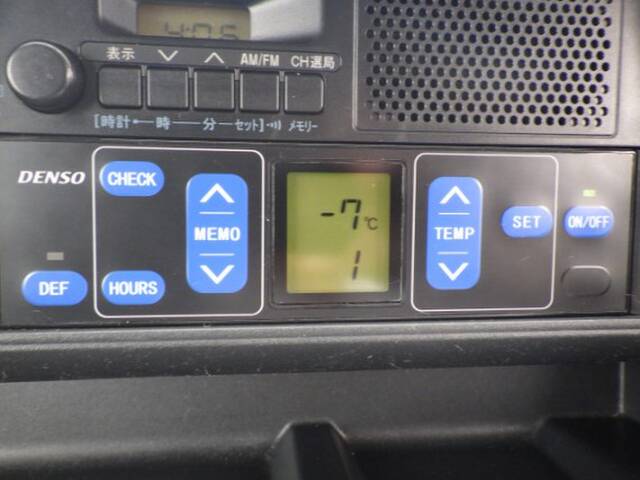 4:05
表示 AM/FM CH選局
[時計 時 分 セット] メモリー
DENSO
CHECK
MEMO
HOURS
DEF
-7℃
1
TEMP
SET
ON/OFF